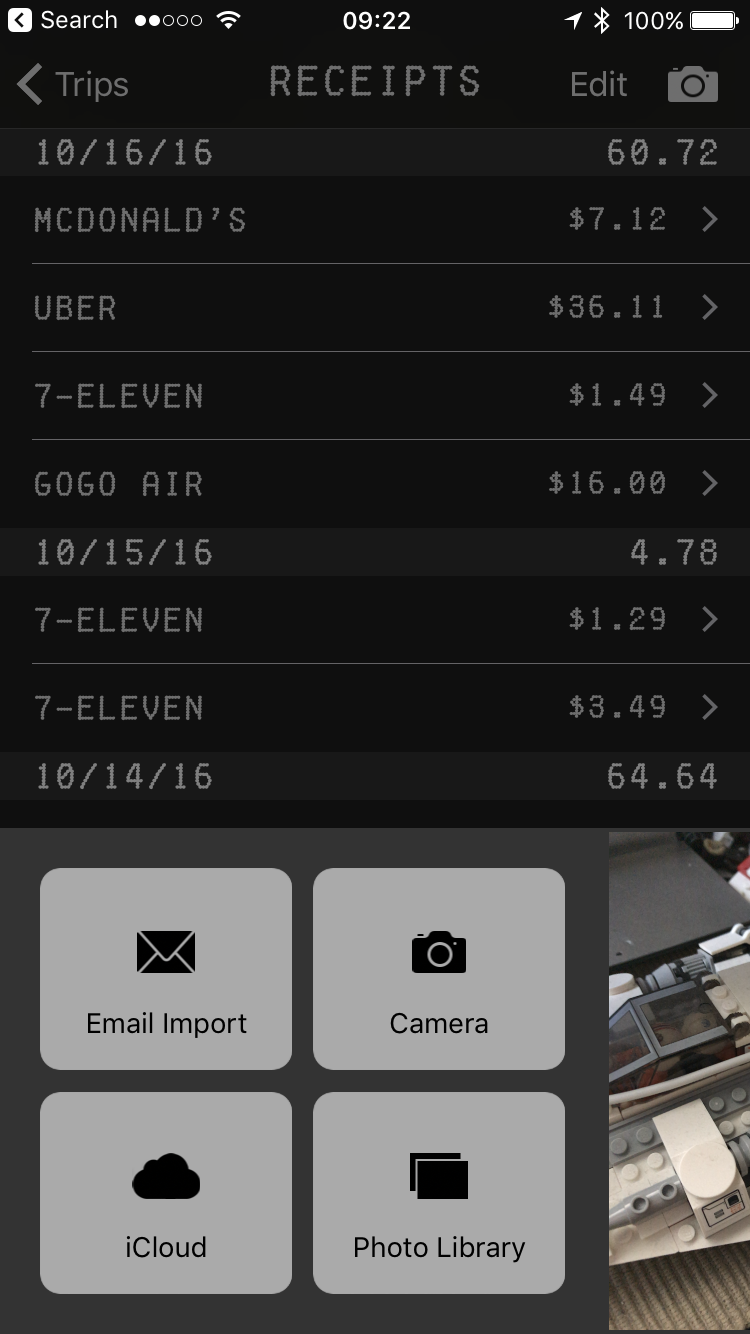 Search 09:22 100%
Trips RECEIPTS Edit
10/16/16 60.72
MCDONALD'S $7.12
UBER $36.11
7-ELEVEN $1.49
GOGO AIR $16.00
10/15/16 4.78
7-ELEVEN $1.29
7-ELEVEN $3.49
10/14/16 64.64
Email Import Camera
iCloud Photo Library